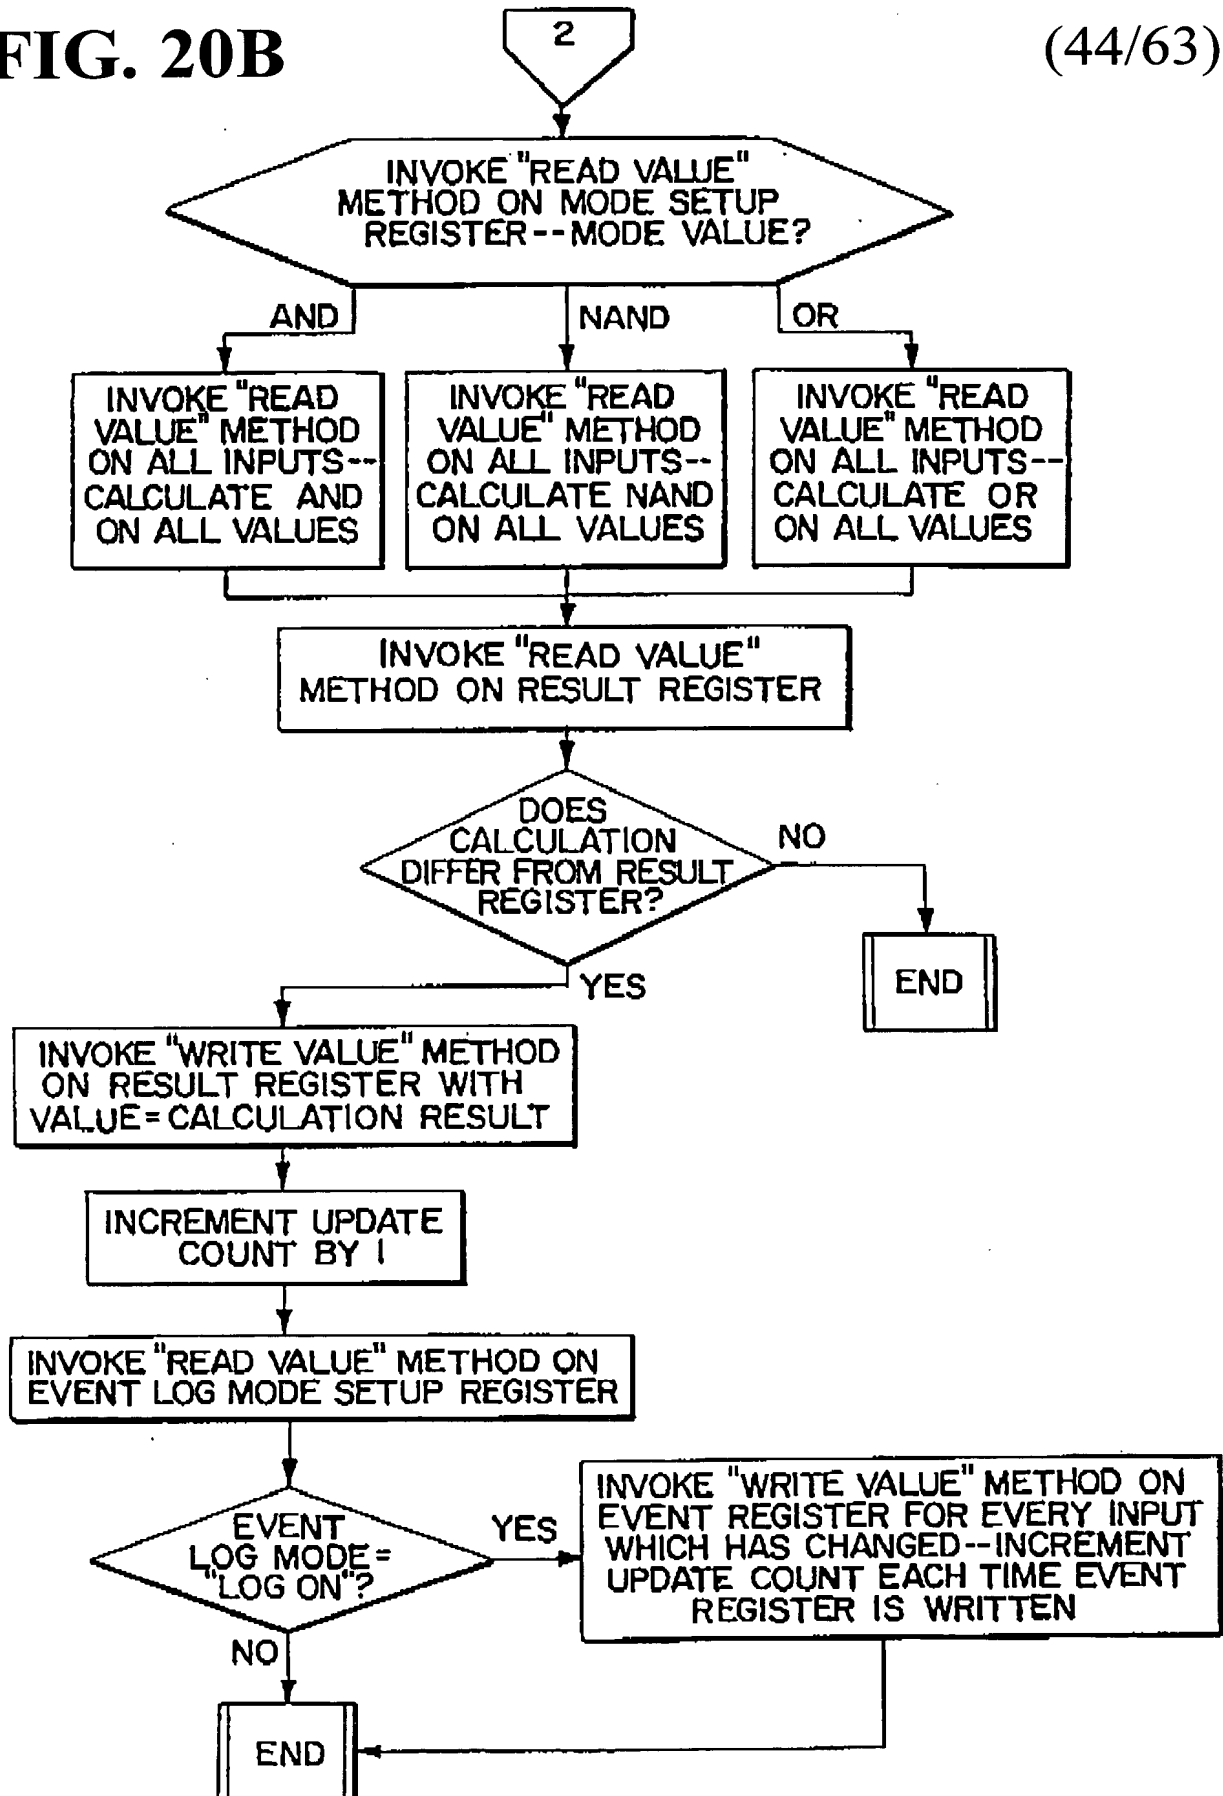 FIG. 20B
(44/63)
2
INVOKE "READ VALUE"
METHOD ON MODE SETUP
REGISTER--MODE VALUE?
AND
NAND
OR
INVOKE "READ
VALUE" METHOD
ON ALL INPUTS--
CALCULATE AND
ON ALL VALUES
INVOKE "READ
VALUE" METHOD
ON ALL INPUTS--
CALCULATE NAND
ON ALL VALUES
INVOKE "READ
VALUE" METHOD
ON ALL INPUTS--
CALCULATE OR
ON ALL VALUES
INVOKE "READ VALUE"
METHOD ON RESULT REGISTER
DOES
CALCULATION
DIFFER FROM RESULT
REGISTER?
NO
END
YES
INVOKE "WRITE VALUE" METHOD
ON RESULT REGISTER WITH
VALUE=CALCULATION RESULT
INCREMENT UPDATE
COUNT BY 1
INVOKE "READ VALUE" METHOD ON
EVENT LOG MODE SETUP REGISTER
EVENT
LOG MODE=
"LOG ON"?
YES
INVOKE "WRITE VALUE" METHOD ON
EVENT REGISTER FOR EVERY INPUT
WHICH HAS CHANGED--INCREMENT
UPDATE COUNT EACH TIME EVENT
REGISTER IS WRITTEN
NO
END